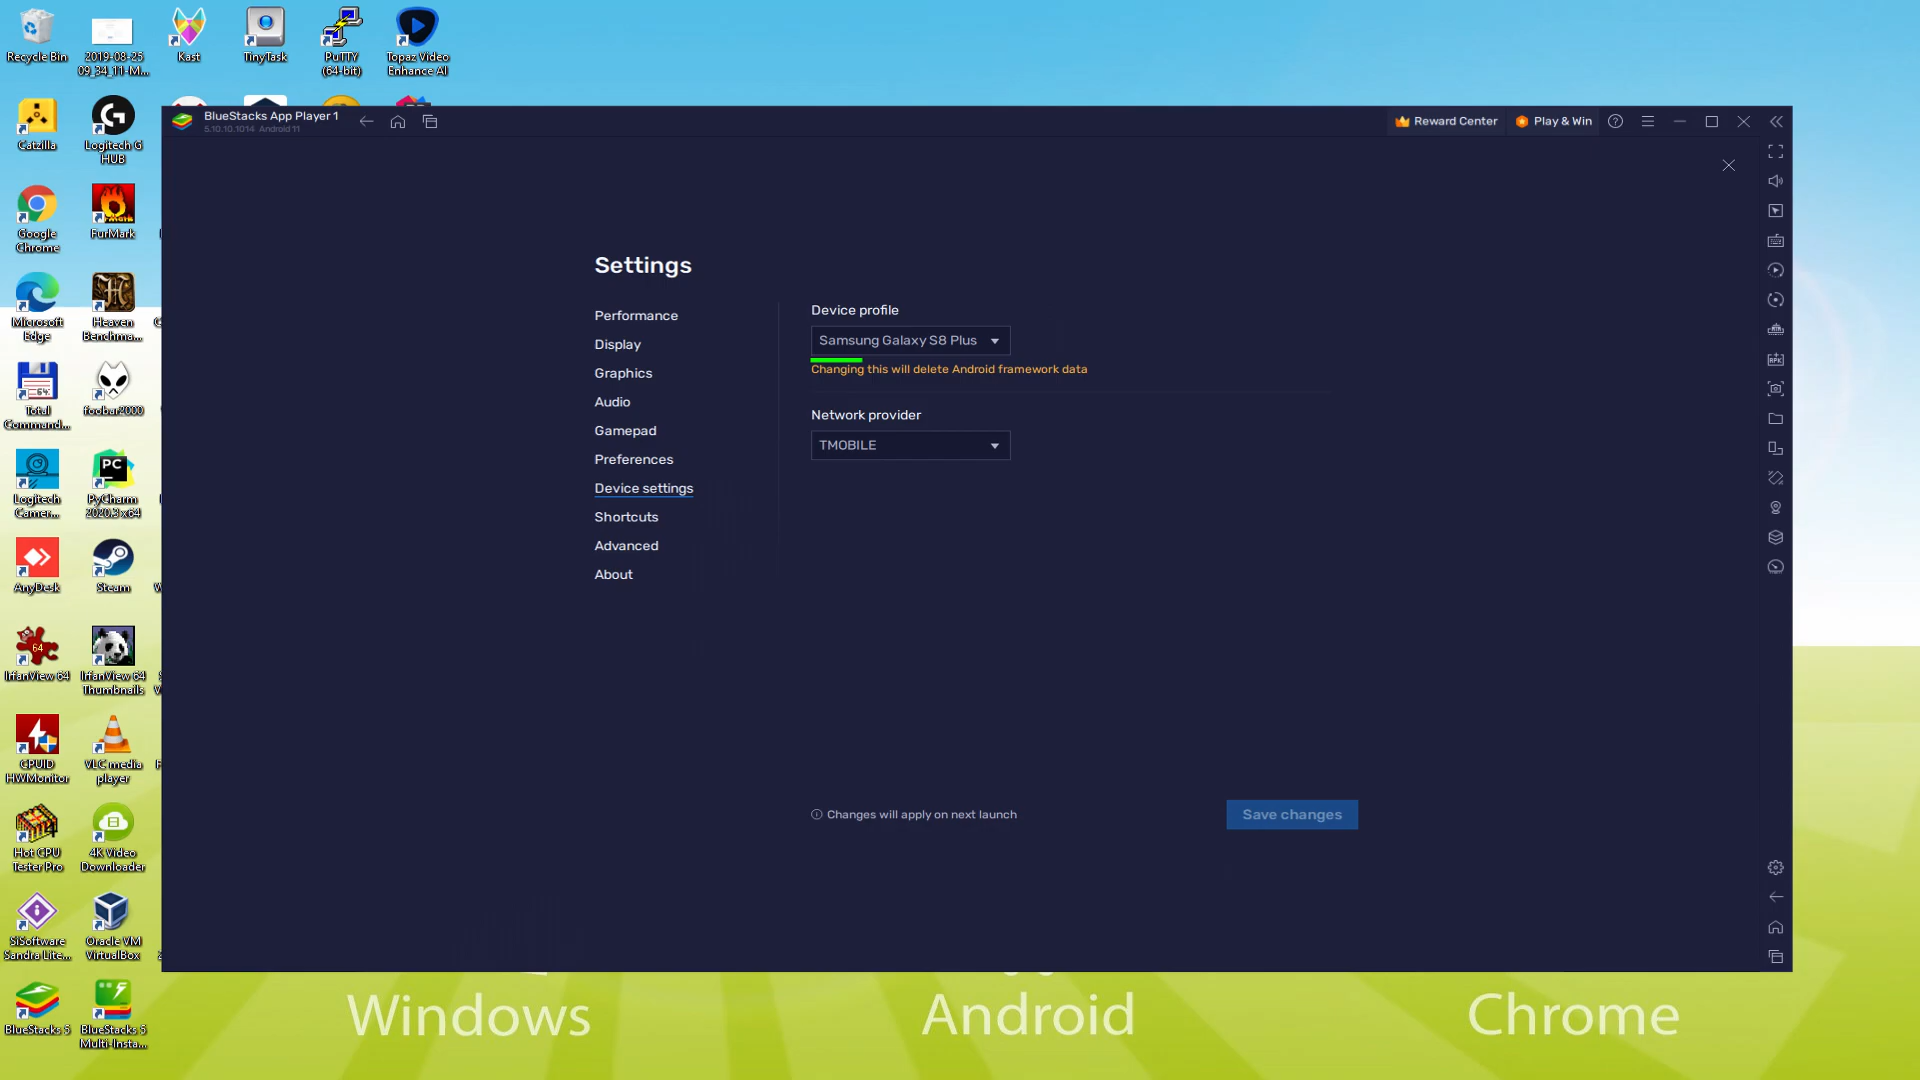 Recycle Bin
2019-08-25
09_34_11-M...
Kast
TinyTask
PuTTY
(64-bit)
Topaz Video
Enhance AI
Catzilla
Logitech G
HUB
Google
Chrome
FurMark
Microsoft
Edge
Heaven
Benchma...
64
Total
Command...
foobar2000
Logitech
Camer...
PC
PyCharm
2020.3 x64
AnyDesk
Steam
64
IrfanView 64
IrfanView 64
Thumbnails
CPUID
HWMonitor
VLC media
player
4
Hot CPU
Tester Pro
4K Video
Downloader
SiSoftware
Sandra Lite...
Oracle VM
VirtualBox
BlueStacks 5
BlueStacks 5
Multi-Insta...
BlueStacks App Player 1
5.10.10.1014 Android 11
Reward Center
Play & Win
Settings
Performance
Display
Graphics
Audio
Gamepad
Preferences
Device settings
Shortcuts
Advanced
About
Device profile
Samsung Galaxy S8 Plus
Changing this will delete Android framework data
Network provider
TMOBILE
Changes will apply on next launch
Save changes
Windows
Android
Chrome